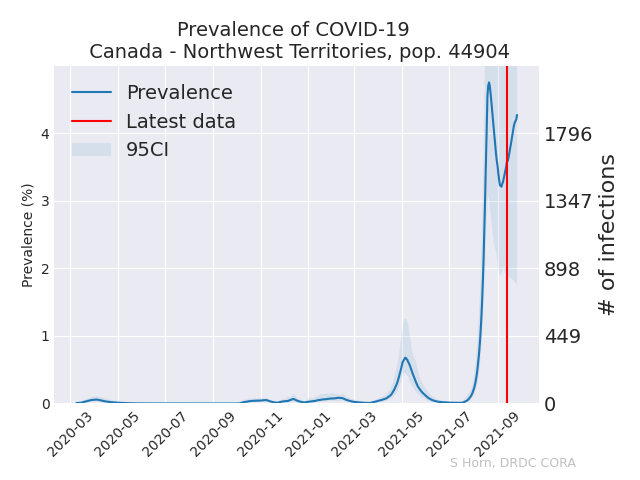 Prevalence of COVID-19
Canada - Northwest Territories, pop. 44904
Prevalence
Latest data
95CI
Prevalence (%)
4
3
2
1
0
1796
1347
898
449
0
# of infections
2020-03
2020-05
2020-07
2020-09
2020-11
2021-01
2021-03
2021-05
2021-07
2021-09
S Horn, DRDC CORA